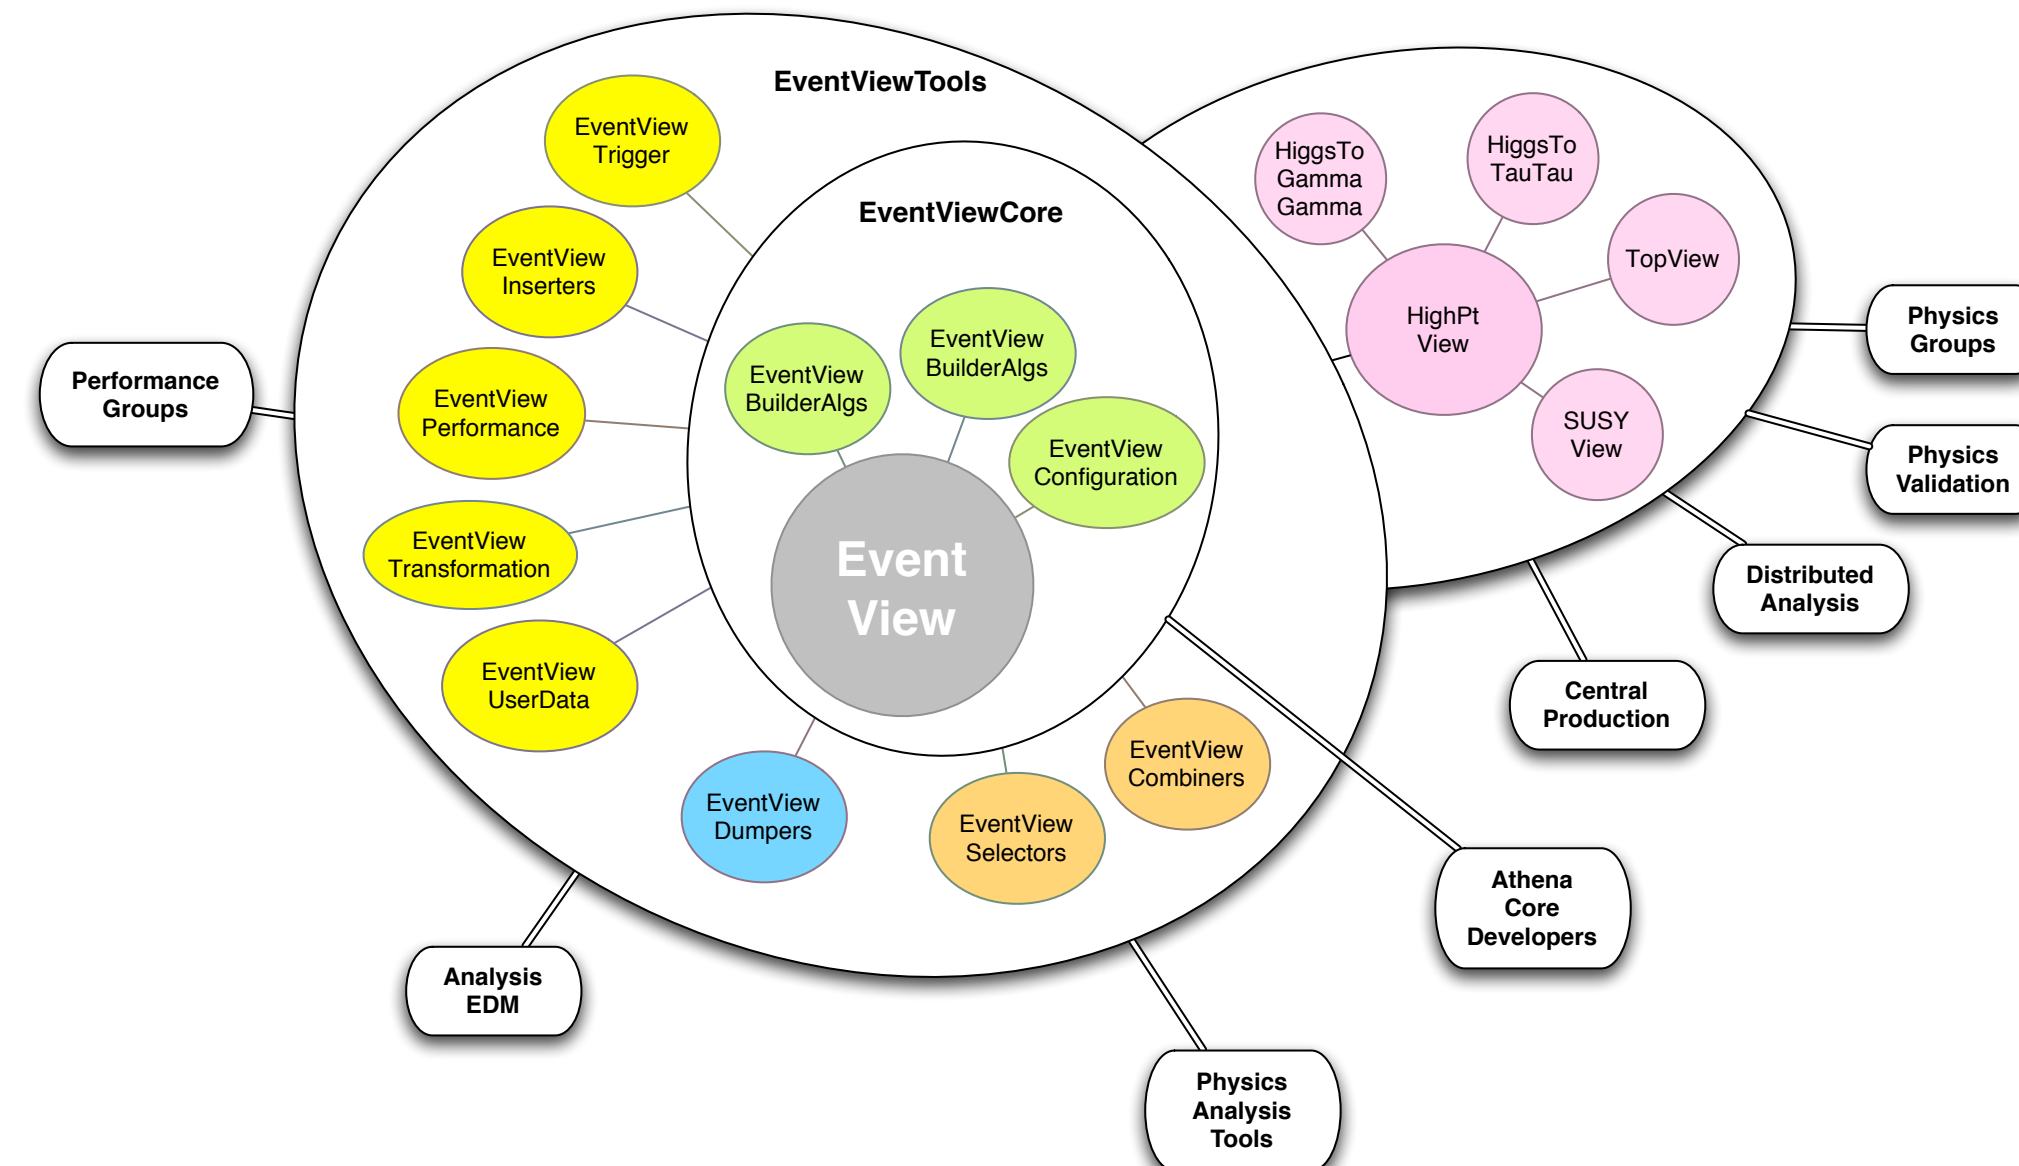 EventViewTools
EventView
Trigger
EventView
Inserters
EventView
Performance
EventView
Transformation
EventView
UserData
EventViewCore
EventView
BuilderAlgs
EventView
BuilderAlgs
EventView
Configuration
Event
View
EventView
Dumpers
EventView
Selectors
EventView
Combiners
HiggsTo
Gamma
Gamma
HiggsTo
TauTau
TopView
HighPt
View
SUSY
View
Performance
Groups
Physics
Groups
Physics
Validation
Distributed
Analysis
Central
Production
Athena
Core
Developers
Analysis
EDM
Physics
Analysis
Tools